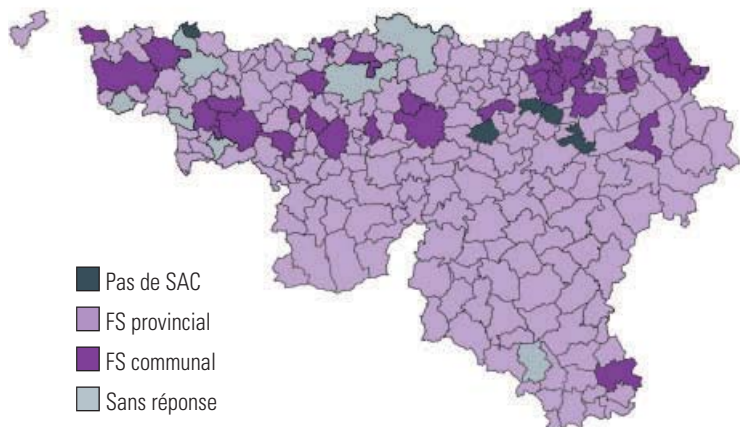 Pas de SAC
FS provincial
FS communal
Sans réponse